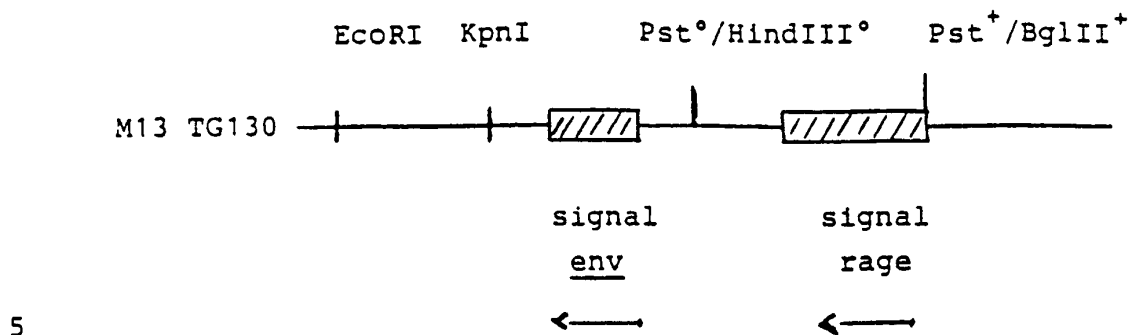 EcoRI KpnI Pst°/HindIII° Pst⁺/BglII⁺
M13 TG130
signal signal
env rage
5